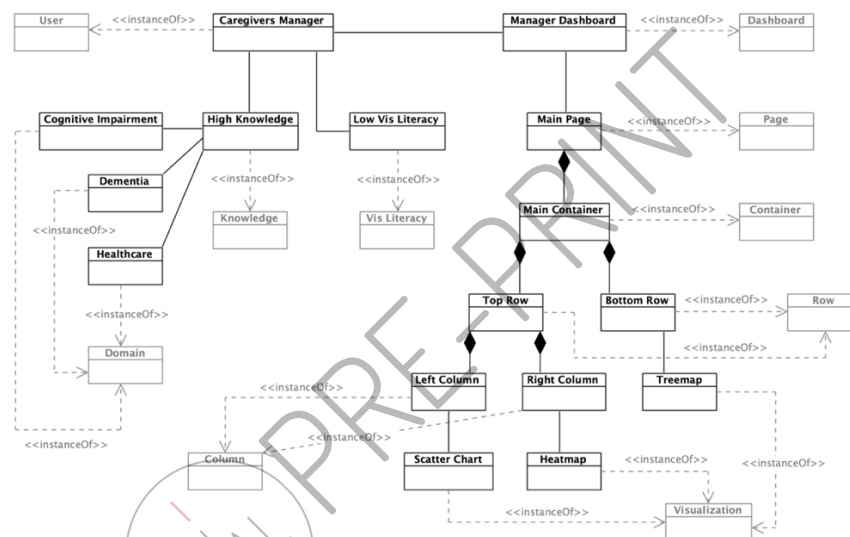 User
<<instanceOf>>
Caregivers Manager
Manager Dashboard
<<instanceOf>>
Dashboard
Cognitive Impairment
High Knowledge
Low Vis Literacy
Main Page
<<instanceOf>>
Page
Dementia
<<instanceOf>>
<<instanceOf>>
Knowledge
Vis Literacy
Main Container
<<instanceOf>>
Container
<<instanceOf>>
Healthcare
Top Row
Bottom Row
<<instanceOf>>
Row
<<instanceOf>>
<<instanceOf>>
Domain
Left Column
Right Column
Treemap
<<instanceOf>>
<<instanceOf>>
<<instanceOf>>
Column
Scatter Chart
Heatmap
<<instanceOf>>
<<instanceOf>>
<<instanceOf>>
Visualization
PRE-PRINT